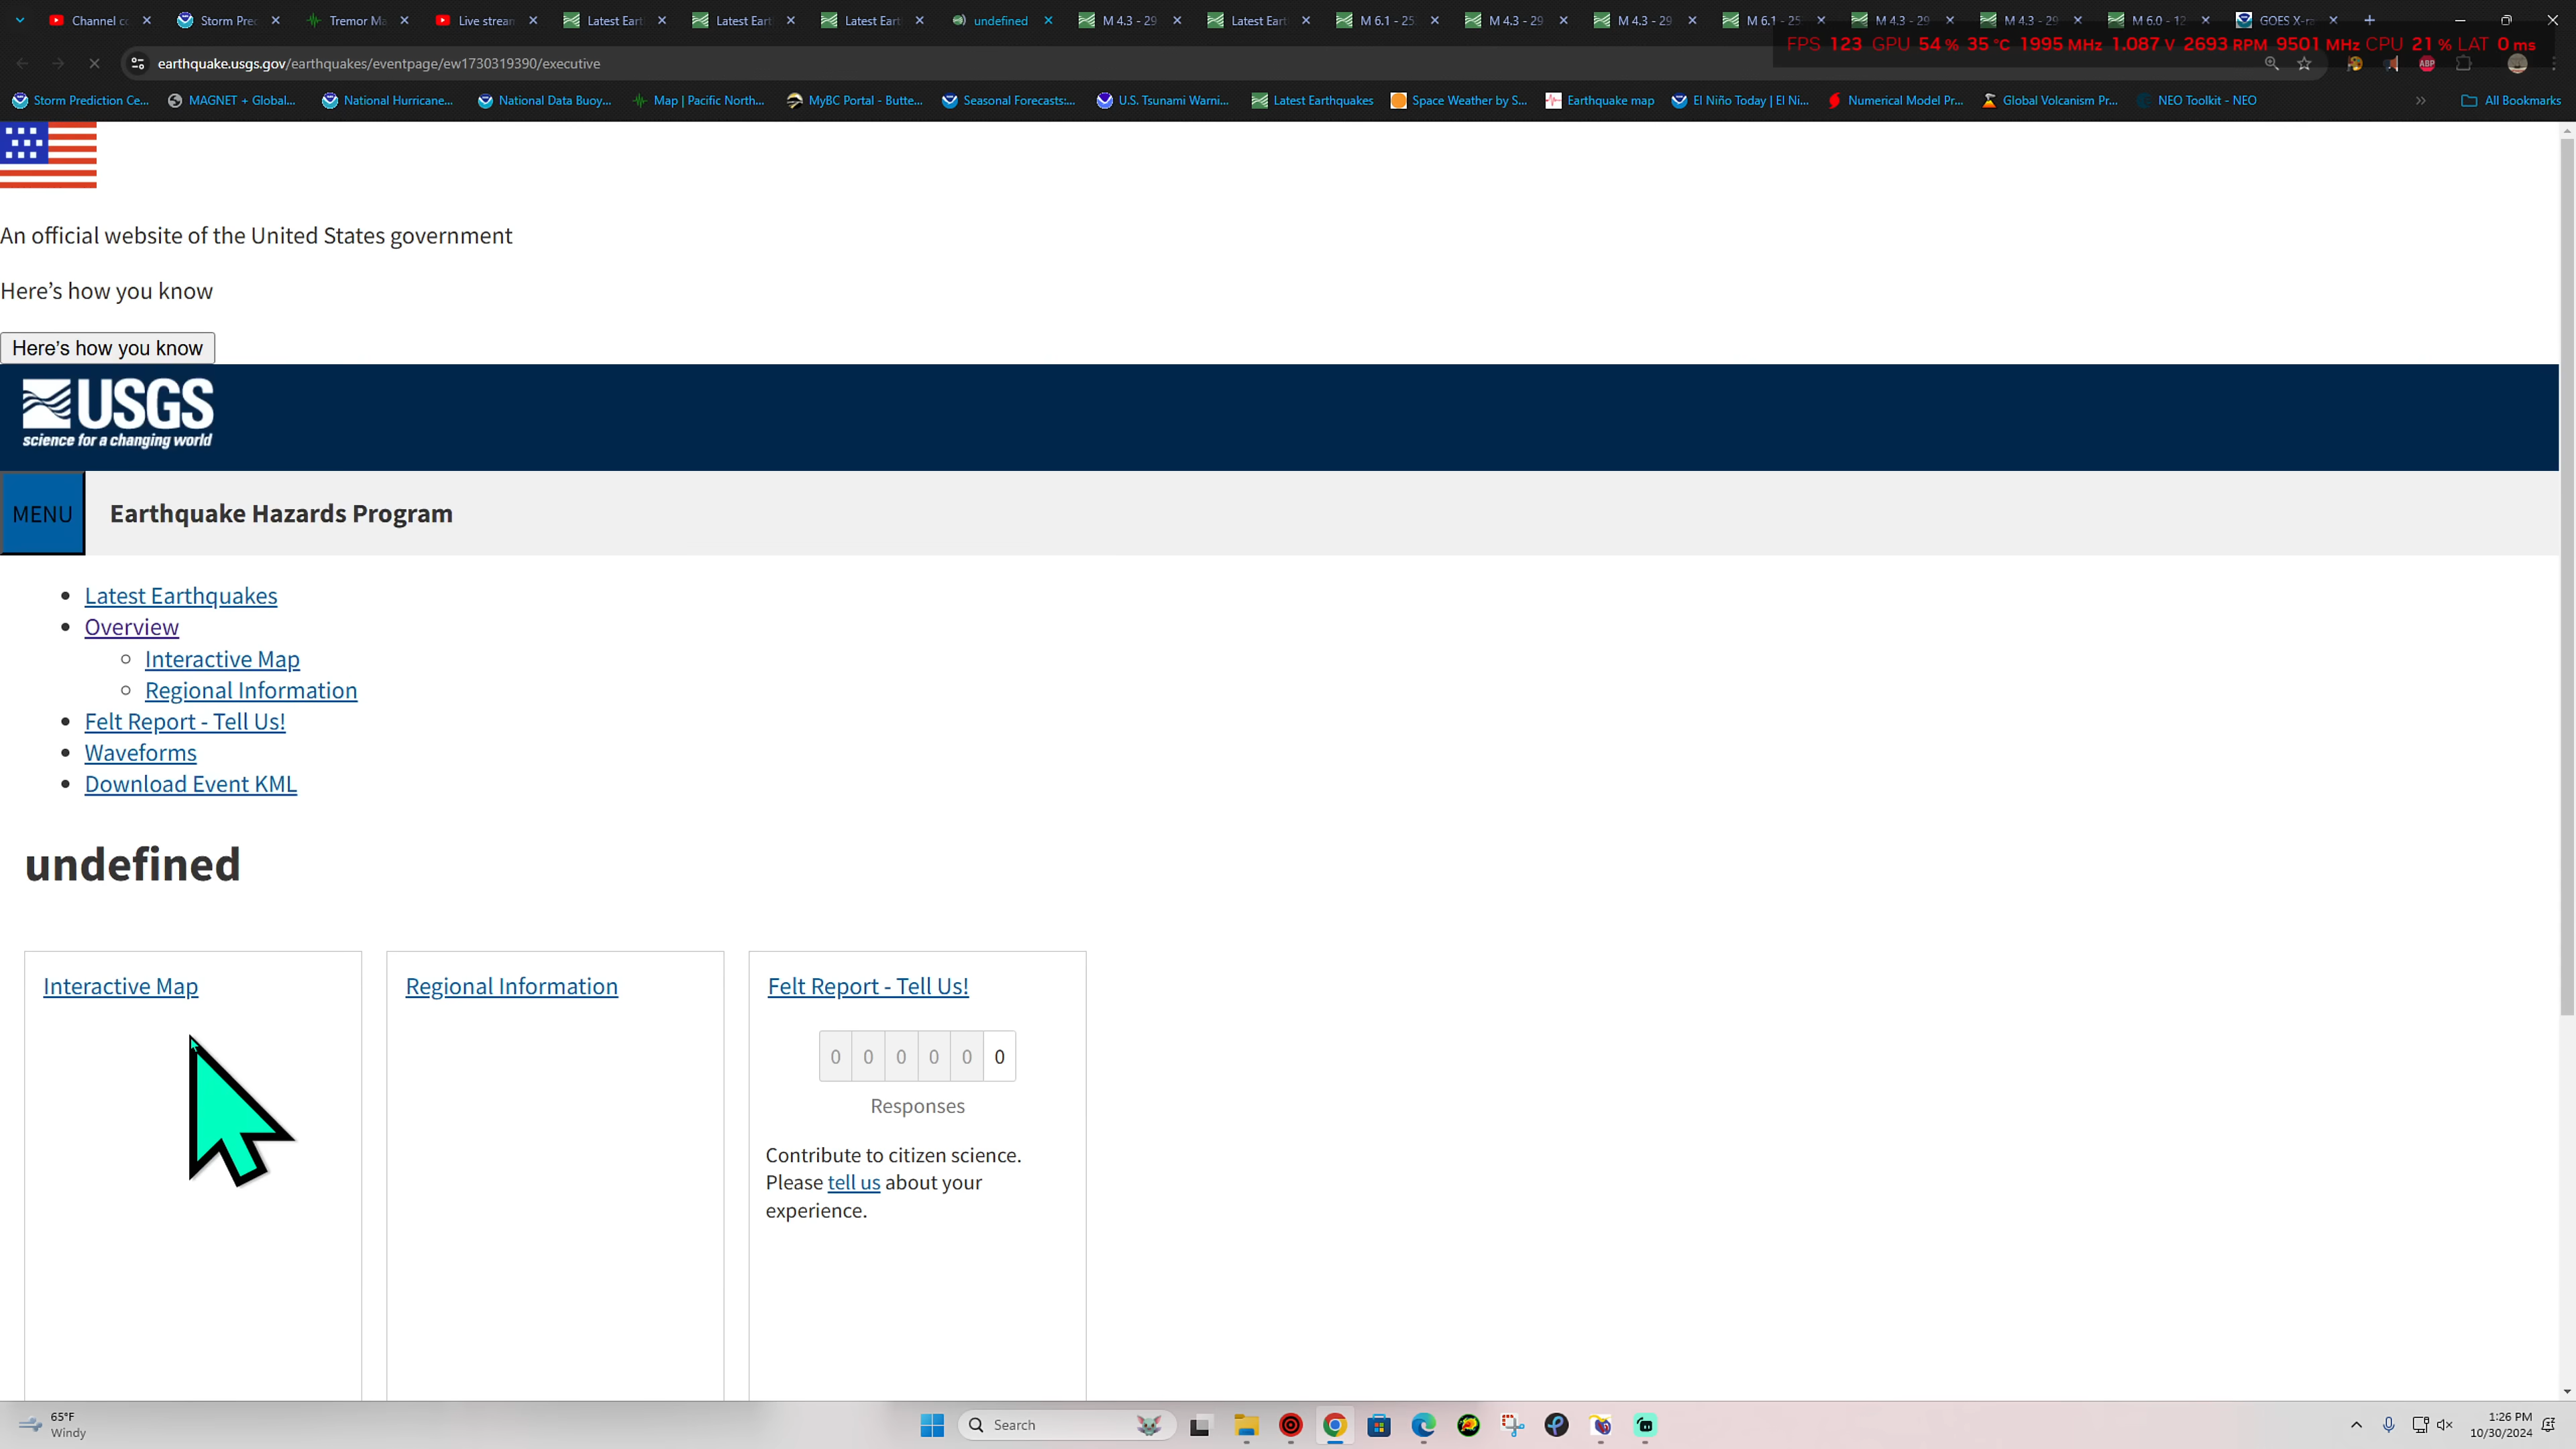 Channel co
Storm Prec
Tremor Ma
Live stream
Latest Eart
Latest Eart
Latest Eart
undefined
M 4.3 - 29
Latest Eart
M 6.1 - 25
M 4.3 - 29
M 4.3 - 29
M 6.1 - 25
M 4.3 - 29
M 4.3 - 29
M 6.0 - 12
GOES X-ra
FPS 123 GPU 54 % 35 °C 1995 MHz 1.087 V 2693 RPM 9501 MHz CPU 21 % LAT 0 ms
earthquake.usgs.gov/earthquakes/eventpage/ew1730319390/executive
ABP
Storm Prediction Ce...
MAGNET + Global...
National Hurricane...
National Data Buoy...
Map | Pacific North...
MyBC Portal - Butte...
Seasonal Forecasts:...
U.S. Tsunami Warni...
Latest Earthquakes
Space Weather by S...
Earthquake map
El Niño Today | El Ni...
Numerical Model Pr...
Global Volcanism Pr...
NEO Toolkit - NEO
All Bookmarks
An official website of the United States government
Here’s how you know
Here’s how you know
USGS
science for a changing world
MENU
Earthquake Hazards Program
Latest Earthquakes
Overview
Interactive Map
Regional Information
Felt Report - Tell Us!
Waveforms
Download Event KML
undefined
Interactive Map
Regional Information
Felt Report - Tell Us!
0 0 0 0 0 0
Responses
Contribute to citizen science.
Please tell us about your
experience.
65°F
Windy
Search
1:26 PM
10/30/2024